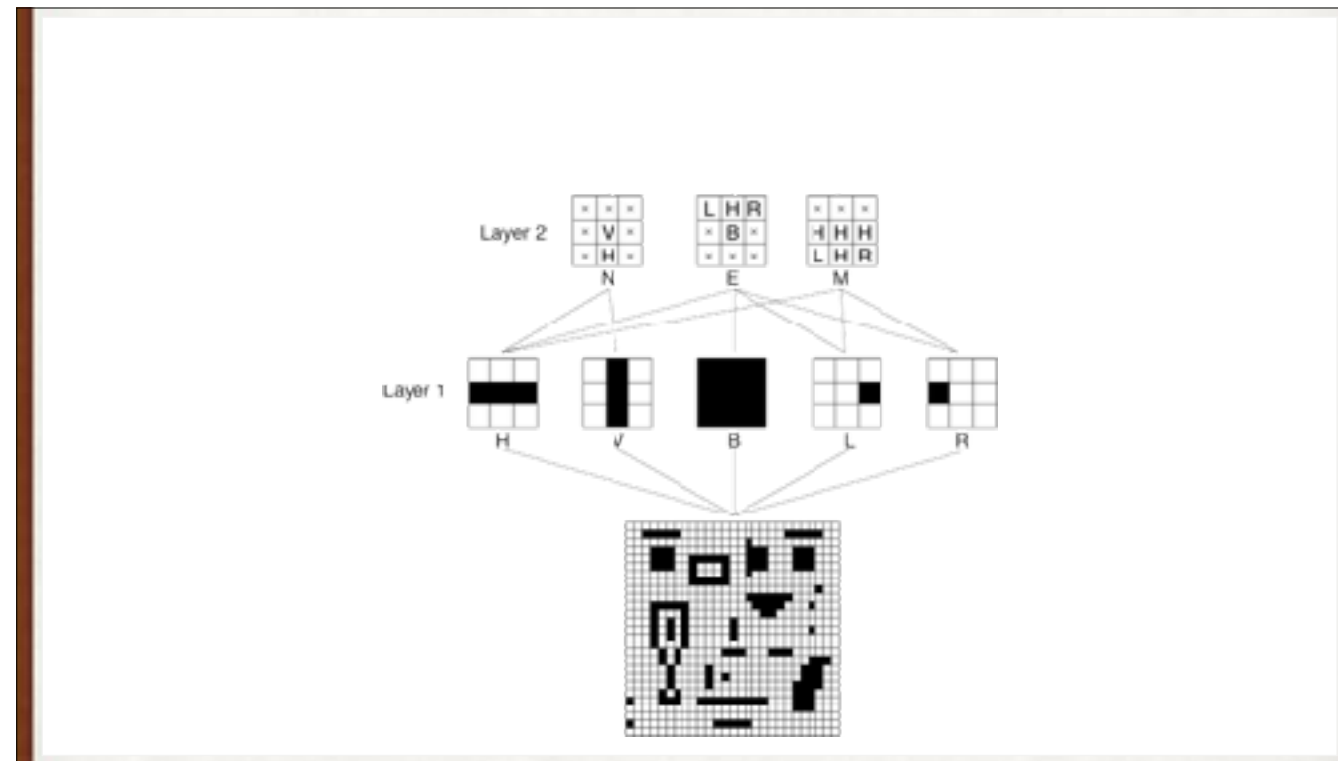 × × ×
× V ×
× H ×
L H R
× B ×
× × ×
× × ×
H H H
L H R
Layer 2
N E M
Layer 1
H V B L R